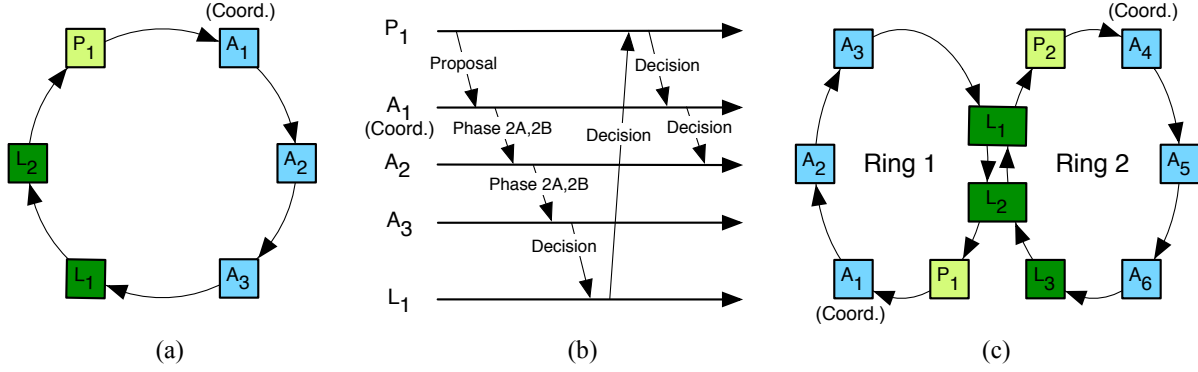 (Coord.)
P1
A1
A2
A3
L1
L2
(a)
P1
Proposal
Decision
A1
(Coord.)
Phase 2A,2B
Decision
Decision
A2
Phase 2A,2B
A3
Decision
L1
(b)
(Coord.)
A3
P2
A4
L1
A2
Ring 1
Ring 2
A5
L2
A1
P1
L3
A6
(Coord.)
(c)